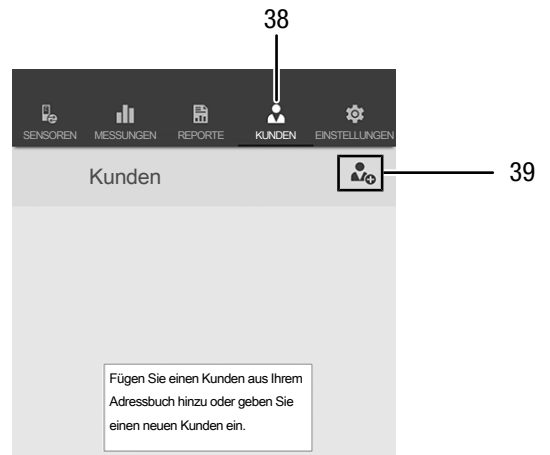 38
SENSOREN MESSUNGEN REPORTE KUNDEN EINSTELLUNGEN
Kunden
39
Fügen Sie einen Kunden aus Ihrem
Adressbuch hinzu oder geben Sie
einen neuen Kunden ein.